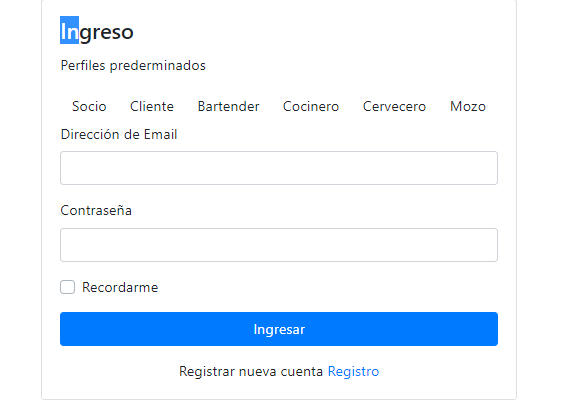 Ingreso
Perfiles prederminados
Socio Cliente Bartender Cocinero Cervecero Mozo
Dirección de Email
Contraseña
Recordarme
Ingresar
Registrar nueva cuenta Registro